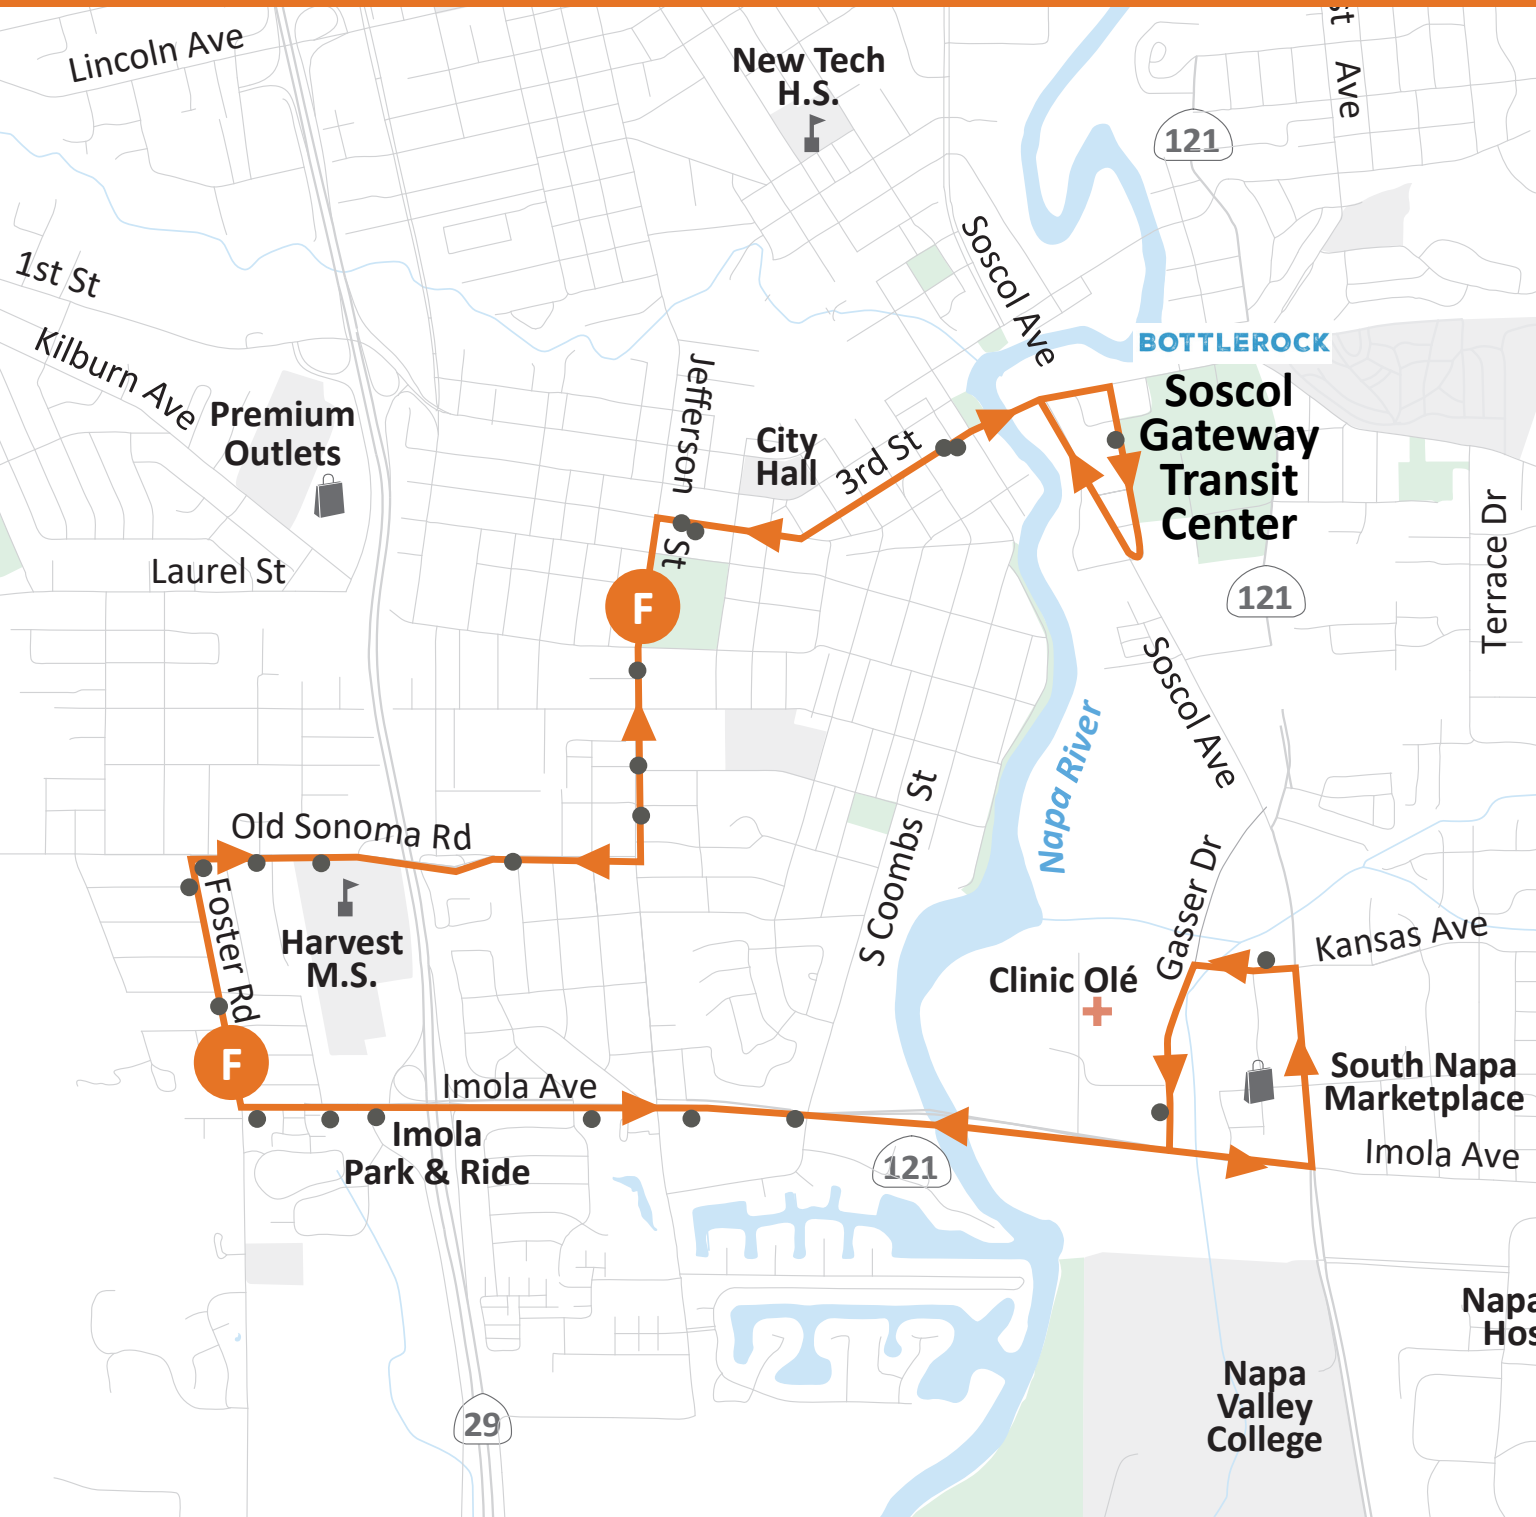 Lincoln Ave
New Tech
H.S.
st Ave
121
1st St
Kilburn Ave
Soscol Ave
BOTTLEROCK
Soscol
Gateway
Transit
Center
Premium
Outlets
Jefferson St
City
Hall
3rd St
Laurel St
F
121
Terrace Dr
Soscol Ave
Napa River
S Coombs St
Old Sonoma Rd
Gasser Dr
Foster Rd
Harvest
M.S.
Kansas Ave
Clinic Olé
F
Imola Ave
South Napa
Marketplace
Imola
Park & Ride
121
Imola Ave
Napa
Hos
Napa
Valley
College
29